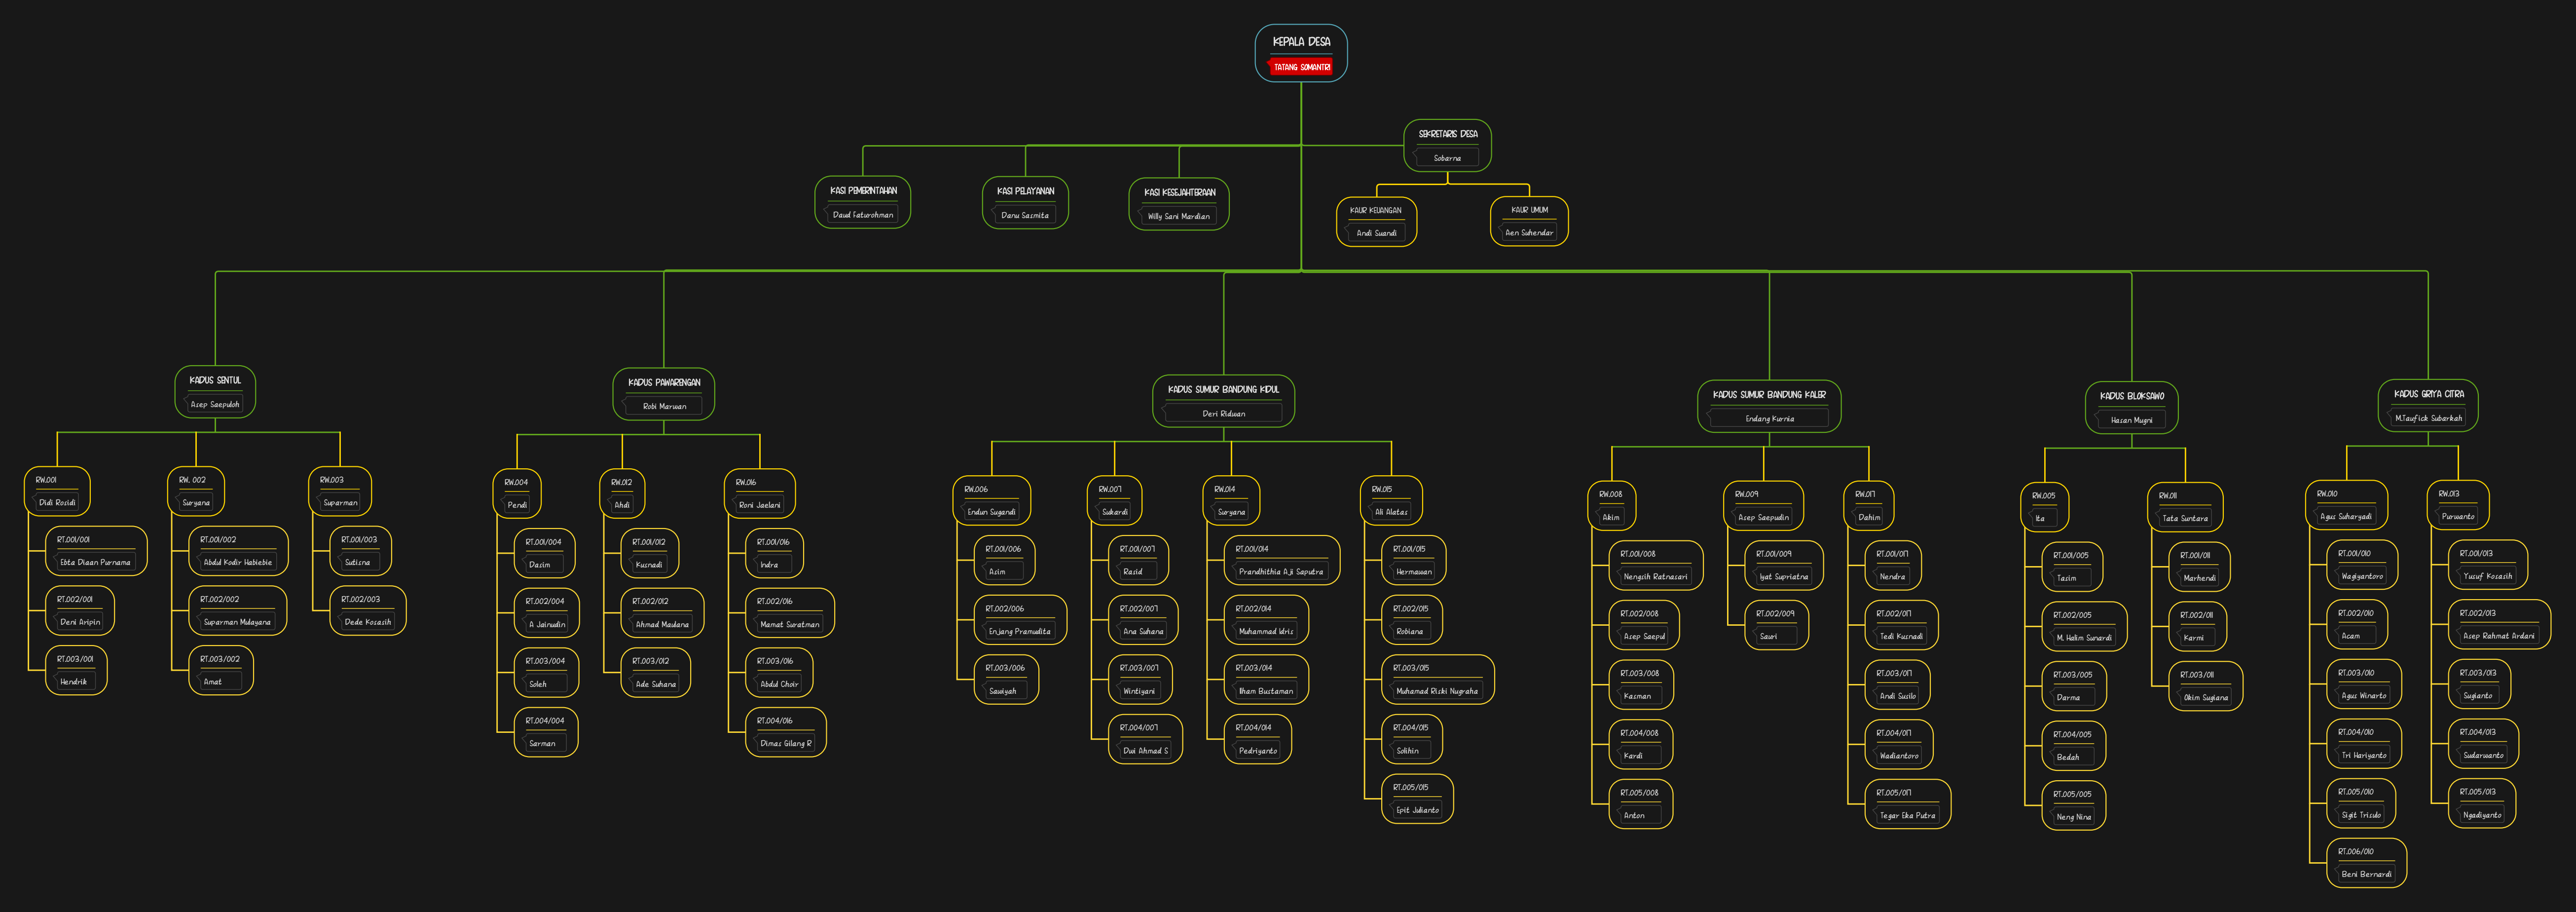 KEPALA DESA
TATANG SOMANTRI
SEKRETARIS DESA
Sobarna
KASI PEMERINTAHAN
Daud Faturohman
KASI PELAYANAN
Danu Sasmita
KASI KESEJAHTERAAN
Willy Sani Mardian
KAUR KEUANGAN
Andi Suandi
KAUR UMUM
Aen Suhendar
KADUS SENTUL
Asep Saepuloh
RW.001
Didi Rosidi
RT.001/001
Ebta Diaan Purnama
RT.002/001
Deni Aripin
RT.003/001
Hendrik
RW. 002
Suryana
RT.001/002
Abdul Kodir Habiebie
RT.002/002
Suparman Mulayana
RT.003/002
Amat
RW.003
Suparman
RT.001/003
Sutisna
RT.002/003
Dede Kosasih
KADUS PAWARENGAN
Robi Marwan
RW.004
Pendi
RT.001/004
Dasim
RT.002/004
A Jainudin
RT.003/004
Soleh
RT.004/004
Sarman
RW.012
Ahdi
RT.001/012
Kusnadi
RT.002/012
Ahmad Maulana
RT.003/012
Ade Suhana
RW.016
Roni Jaelani
RT.001/016
Indra
RT.002/016
Mamat Suratman
RT.003/016
Abdul Choir
RT.004/016
Dimas Gilang R
KADUS SUMUR BANDUNG KIDUL
Deri Riduan
RW.006
Endun Sugandi
RT.001/006
Asim
RT.002/006
Enjang Pramudita
RT.003/006
Sawiyah
RW.007
Sukardi
RT.001/007
Rasid
RT.002/007
Ana Suhana
RT.003/007
Wintiyani
RT.004/007
Dwi Ahmad S
RW.014
Suryana
RT.001/014
Prandhithia Aji Saputra
RT.002/014
Muhammad Idris
RT.003/014
Ilham Bustaman
RT.004/014
Pedriyanto
RW.015
Ali Alatas
RT.001/015
Hermawan
RT.002/015
Robiana
RT.003/015
Muhamad Riski Nugraha
RT.004/015
Solihin
RT.005/015
Epit Julianto
KADUS SUMUR BANDUNG KALER
Endang Kurnia
RW.008
Akim
RT.001/008
Nengsih Ratnasari
RT.002/008
Asep Saepul
RT.003/008
Kasman
RT.004/008
Kardi
RT.005/008
Anton
RW.009
Asep Saepudin
RT.001/009
Iyat Supriatna
RT.002/009
Sauri
RW.017
Dahim
RT.001/017
Nendra
RT.002/017
Tedi Kusnadi
RT.003/017
Andi Susilo
RT.004/017
Wadiantoro
RT.005/017
Tegar Eka Putra
KADUS BLOKSAWO
Hasan Mugni
RW.005
Ita
RT.001/005
Tasim
RT.002/005
M. Halim Sunardi
RT.003/005
Darma
RT.004/005
Bedah
RT.005/005
Neng Nina
RW.011
Tata Suntara
RT.001/011
Marhendi
RT.002/011
Karmi
RT.003/011
Okim Sugiana
KADUS GRIYA CITRA
M.Taufick Subarkah
RW.010
Agus Suharyadi
RT.001/010
Wagiyantoro
RT.002/010
Acam
RT.003/010
Agus Winarto
RT.004/010
Tri Hariyanto
RT.005/010
Sigit Trisulo
RT.006/010
Beni Bernardi
RW.013
Purwanto
RT.001/013
Yusuf Kosasih
RT.002/013
Asep Rahmat Ardani
RT.003/013
Sugianto
RT.004/013
Sudarwanto
RT.005/013
Ngadiyanto